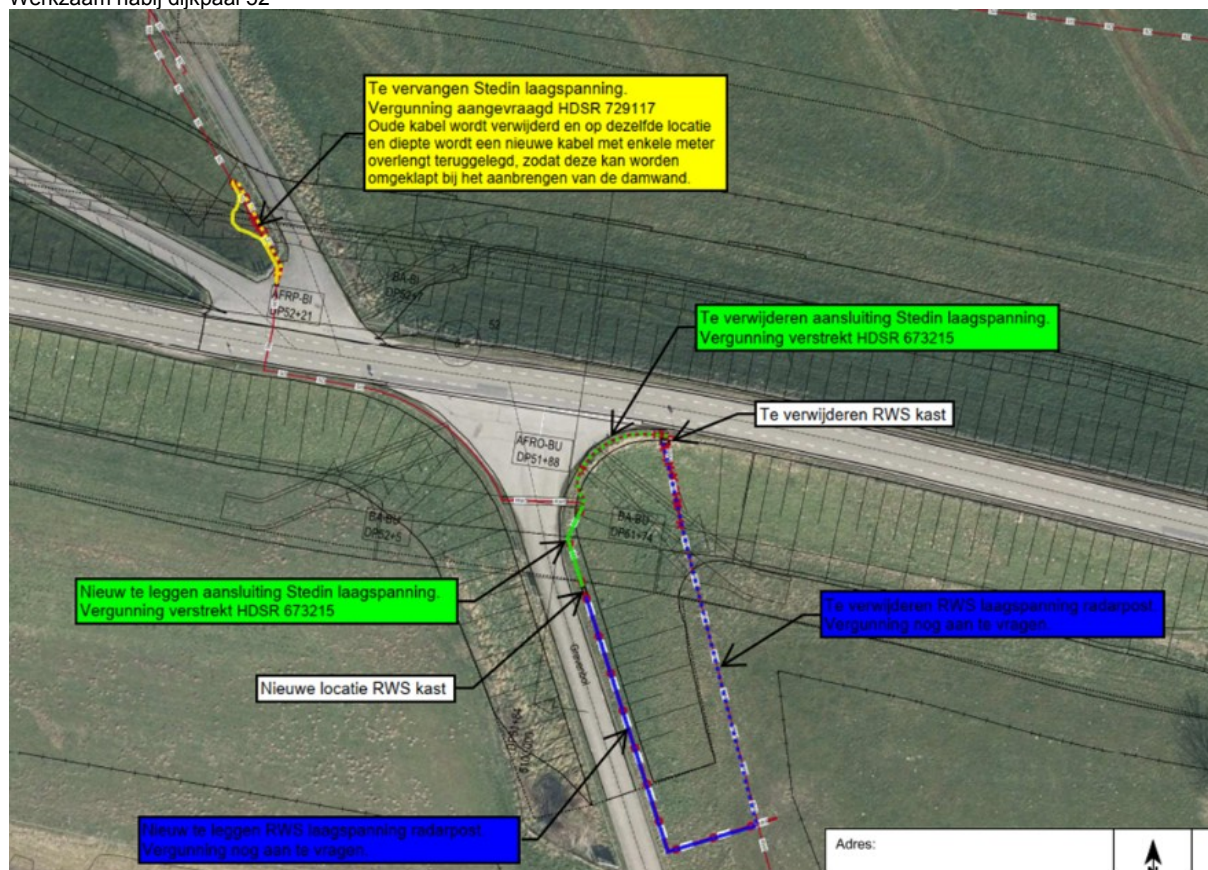 Werkzaam nabij dijkpaal 52
Te vervangen Stedin laagspanning.
Vergunning aangevraagd HDSR 729117
Oude kabel wordt verwijderd en op dezelfde locatie
en diepte wordt een nieuwe kabel met enkele meter
overlengt teruggelegd, zodat deze kan worden
omgeklapt bij het aanbrengen van de damwand.
BA-BI
DP52+7
AFRP-BI
DP52+21
52
Te verwijderen aansluiting Stedin laagspanning.
Vergunning verstrekt HDSR 673215
Te verwijderen RWS kast
AFRO-BU
DP51+88
BA-BU
DP52+5
BA-BU
DP51+74
Nieuw te leggen aansluiting Stedin laagspanning.
Vergunning verstrekt HDSR 673215
Te verwijderen RWS laagspanning radarpost.
Vergunning nog aan te vragen.
Nieuwe locatie RWS kast
Nieuw te leggen RWS laagspanning radarpost.
Vergunning nog aan te vragen.
Adres: